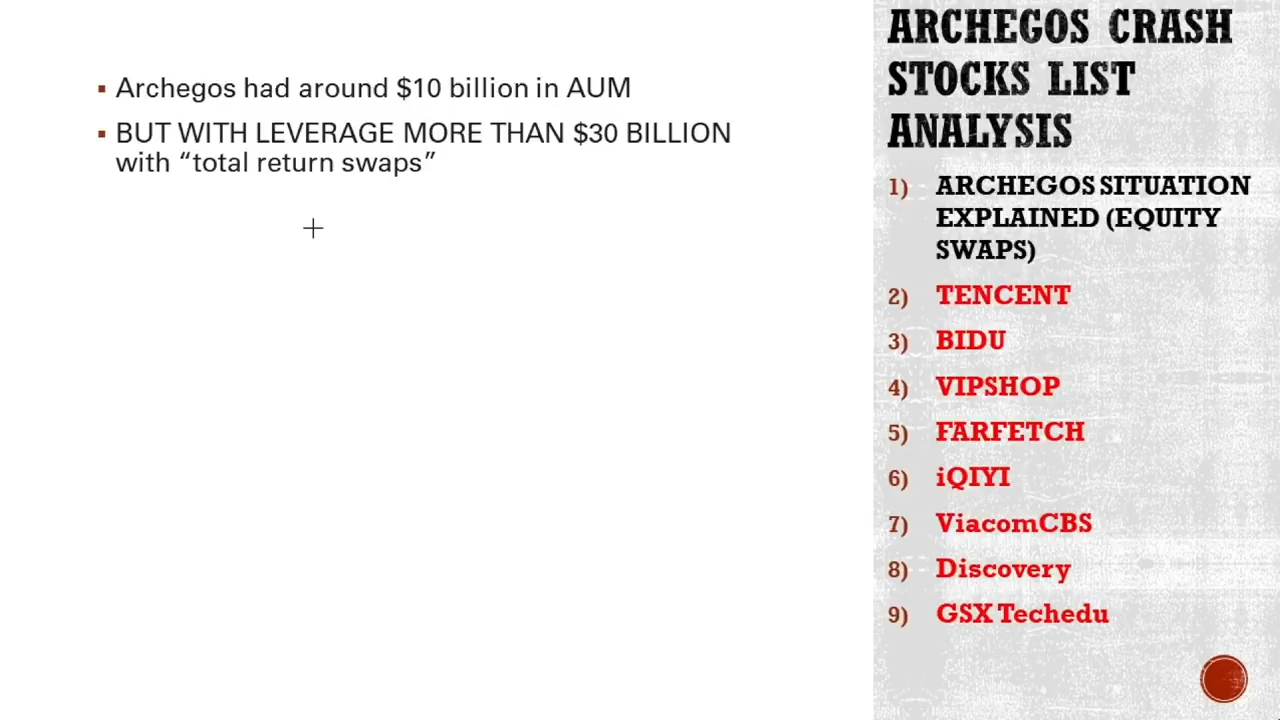 ▪ Archegos had around $10 billion in AUM
▪ BUT WITH LEVERAGE MORE THAN $30 BILLION
with “total return swaps”
ARCHEGOS CRASH
STOCKS LIST
ANALYSIS
1) ARCHEGOS SITUATION
EXPLAINED (EQUITY
SWAPS)
2) TENCENT
3) BIDU
4) VIPSHOP
5) FARFETCH
6) iQIYI
7) ViacomCBS
8) Discovery
9) GSX Techedu